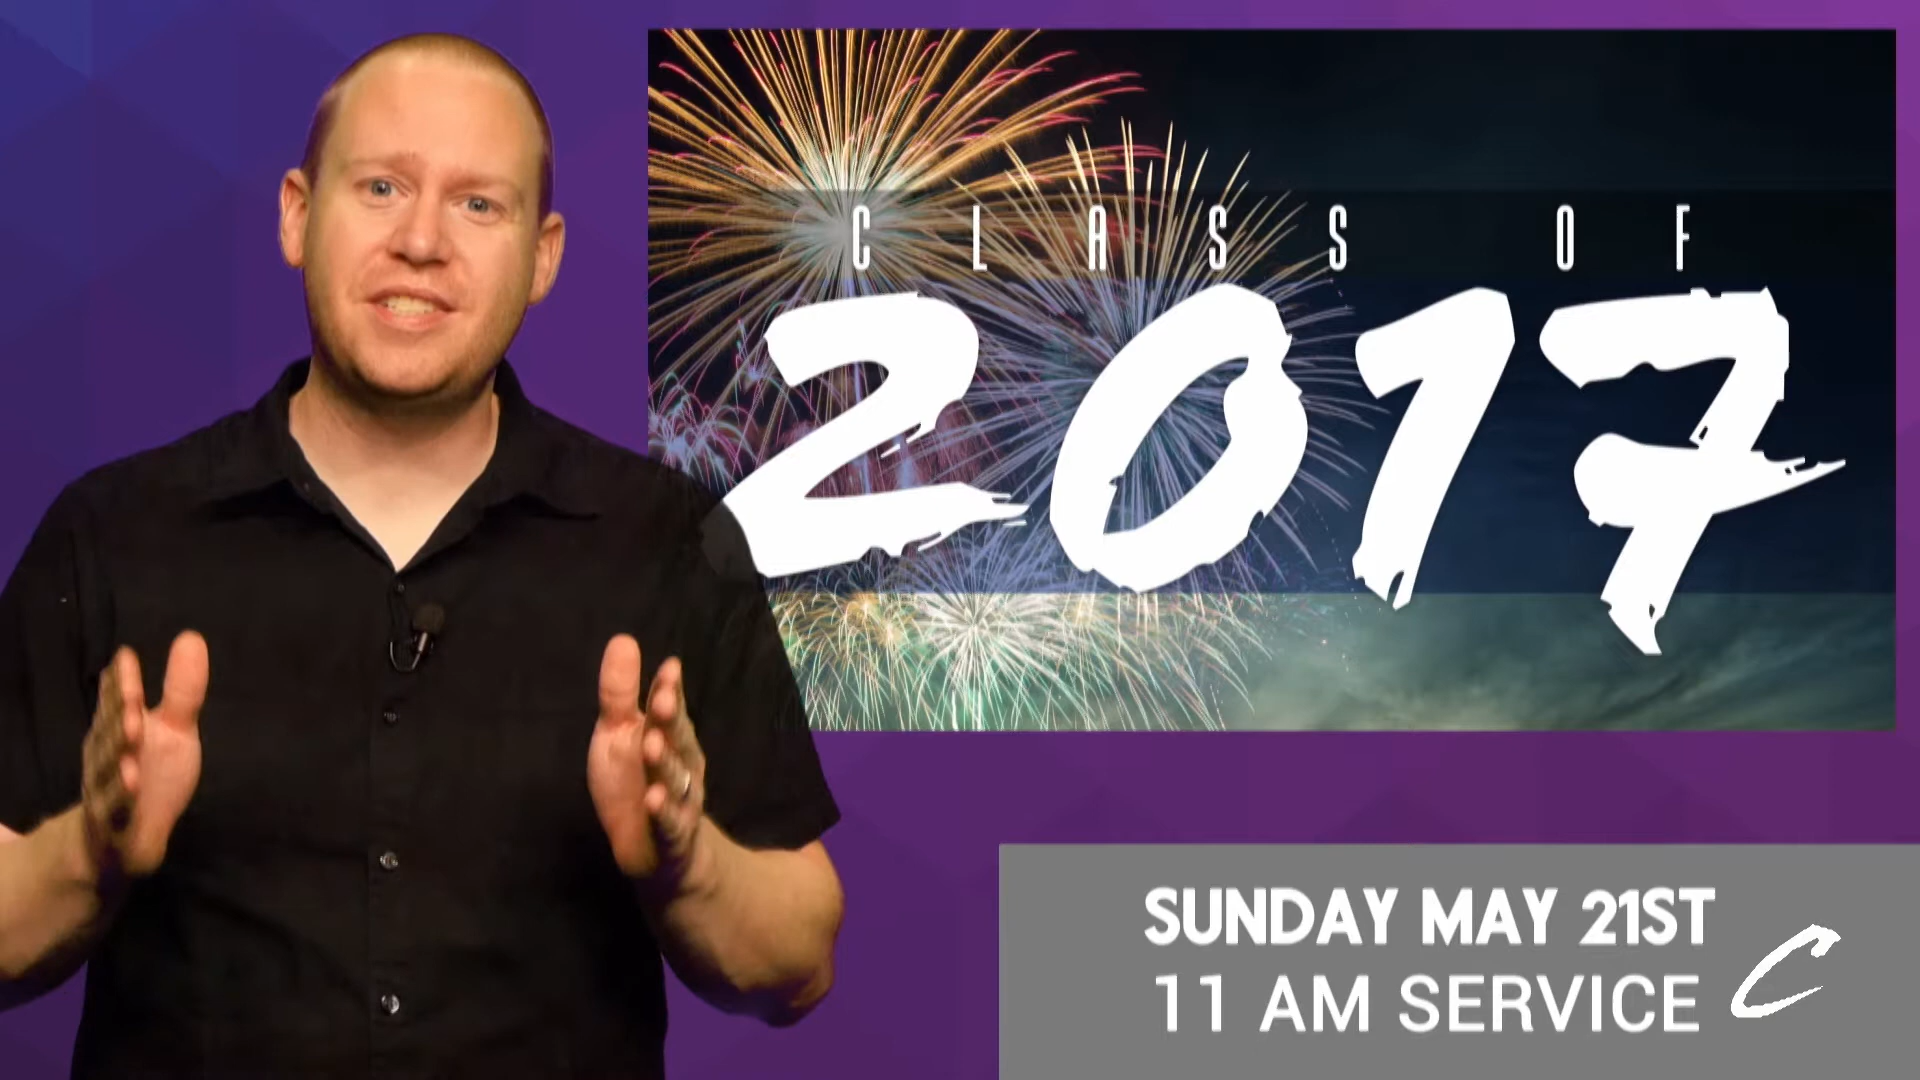 CLASS OF
2017
SUNDAY MAY 21ST
11 AM SERVICE
C